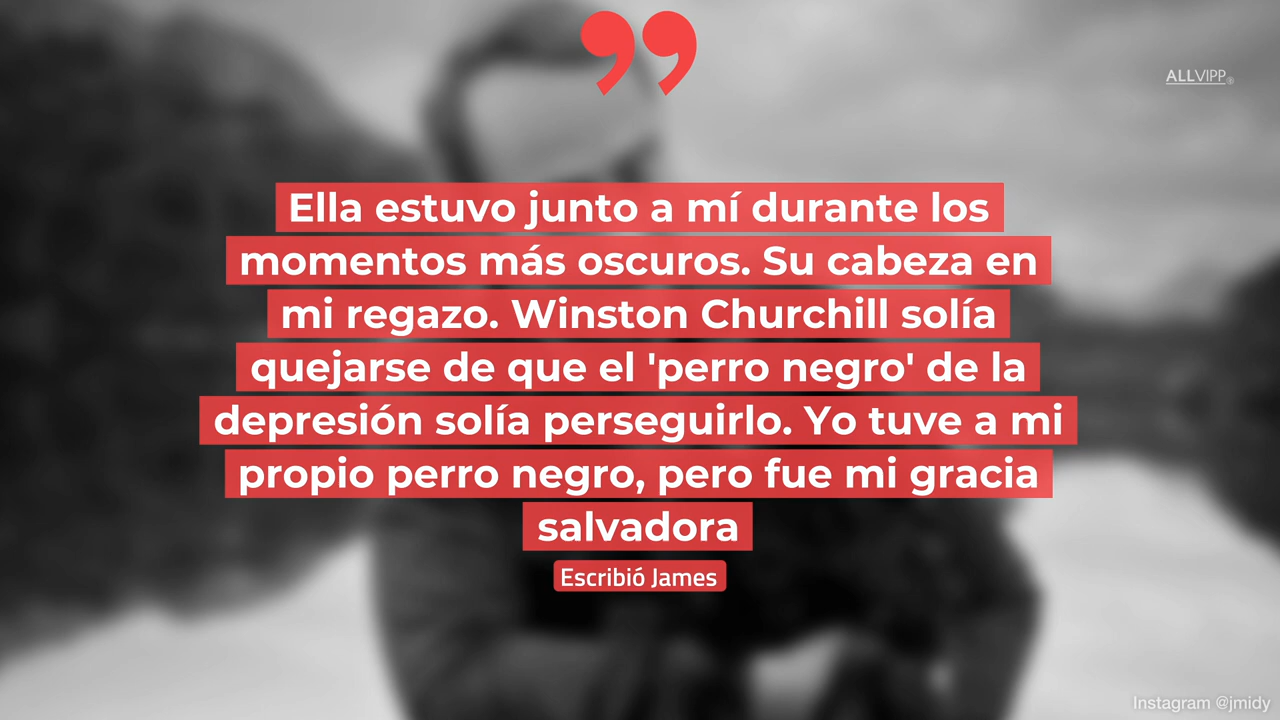 ”
ALLVIPP®
Ella estuvo junto a mí durante los
momentos más oscuros. Su cabeza en
mi regazo. Winston Churchill solía
quejarse de que el 'perro negro' de la
depresión solía perseguirlo. Yo tuve a mi
propio perro negro, pero fue mi gracia
salvadora
Escribió James
Instagram @jmidy